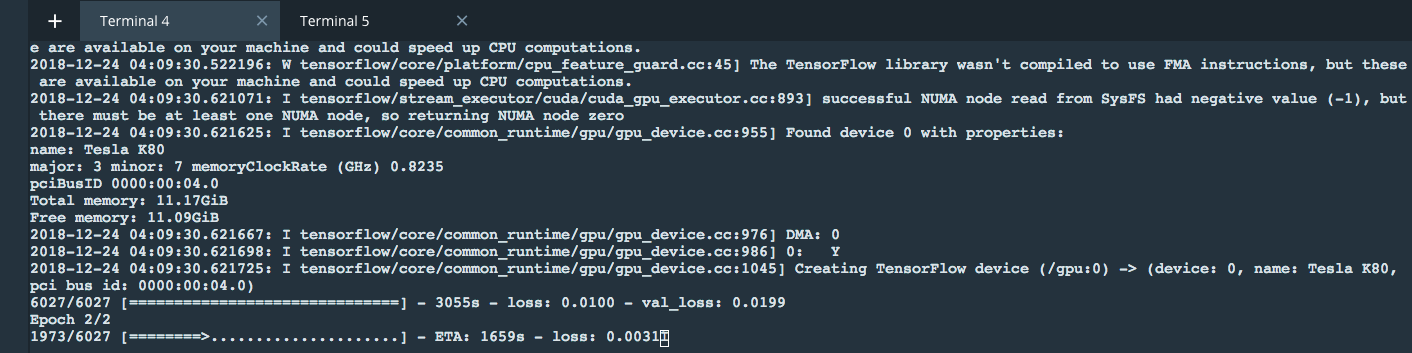 + Terminal 4 × Terminal 5 ×
e are available on your machine and could speed up CPU computations.
2018-12-24 04:09:30.522196: W tensorflow/core/platform/cpu_feature_guard.cc:45] The TensorFlow library wasn't compiled to use FMA instructions, but these
are available on your machine and could speed up CPU computations.
2018-12-24 04:09:30.621071: I tensorflow/stream_executor/cuda/cuda_gpu_executor.cc:893] successful NUMA node read from SysFS had negative value (-1), but
there must be at least one NUMA node, so returning NUMA node zero
2018-12-24 04:09:30.621625: I tensorflow/core/common_runtime/gpu/gpu_device.cc:955] Found device 0 with properties:
name: Tesla K80
major: 3 minor: 7 memoryClockRate (GHz) 0.8235
pciBusID 0000:00:04.0
Total memory: 11.17GiB
Free memory: 11.09GiB
2018-12-24 04:09:30.621667: I tensorflow/core/common_runtime/gpu/gpu_device.cc:976] DMA: 0
2018-12-24 04:09:30.621698: I tensorflow/core/common_runtime/gpu/gpu_device.cc:986] 0:   Y
2018-12-24 04:09:30.621725: I tensorflow/core/common_runtime/gpu/gpu_device.cc:1045] Creating TensorFlow device (/gpu:0) -> (device: 0, name: Tesla K80,
pci bus id: 0000:00:04.0)
6027/6027 [==============================] - 3055s - loss: 0.0100 - val_loss: 0.0199
Epoch 2/2
1973/6027 [========>.....................] - ETA: 1659s - loss: 0.0031